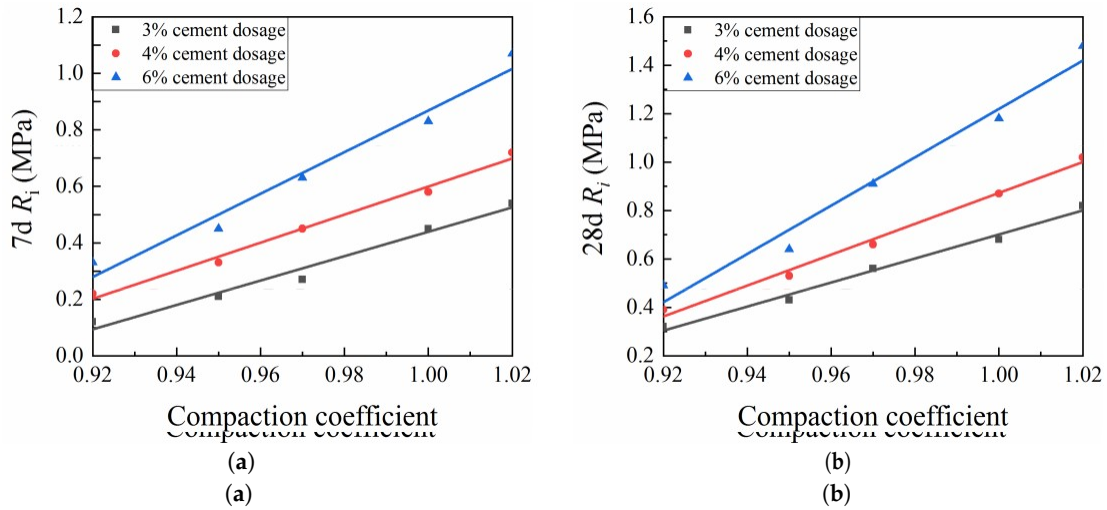 1.2
1.0
0.8
0.6
0.4
0.2
0.0
7d Ri (MPa)
3% cement dosage
4% cement dosage
6% cement dosage
0.92 0.94 0.96 0.98 1.00 1.02
Compaction coefficient
Compaction coefficient
(a)
(a)
1.6
1.4
1.2
1.0
0.8
0.6
0.4
0.2
28d Ri (MPa)
3% cement dosage
4% cement dosage
6% cement dosage
0.92 0.94 0.96 0.98 1.00 1.02
Compaction coefficient
Compaction coefficient
(b)
(b)